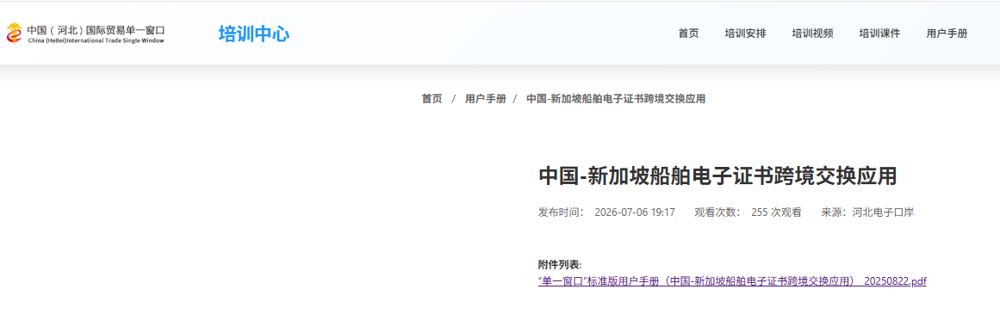 中国（河北）国际贸易单一窗口
China (HeBei)International Trade Single Window
培训中心
首页 培训安排 培训视频 培训课件 用户手册
首页 / 用户手册 / 中国-新加坡船舶电子证书跨境交换应用
中国-新加坡船舶电子证书跨境交换应用
发布时间： 2026-07-06 19:17 观看次数： 255 次观看 来源：河北电子口岸
附件列表:
“单一窗口”标准版用户手册（中国-新加坡船舶电子证书跨境交换应用）_20250822.pdf